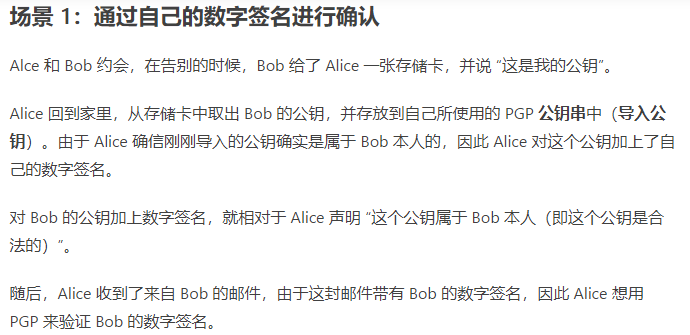 场景 1：通过自己的数字签名进行确认
Alce 和 Bob 约会，在告别的时候，Bob 给了 Alice 一张存储卡，并说 “这是我的公钥”。
Alice 回到家里，从存储卡中取出 Bob 的公钥，并存放到自己所使用的 PGP 公钥串中（导入公
钥）。由于 Alice 确信刚刚导入的公钥确实是属于 Bob 本人的，因此 Alice 对这个公钥加上了自
己的数字签名。
对 Bob 的公钥加上数字签名，就相对于 Alice 声明 “这个公钥属于 Bob 本人（即这个公钥是合
法的）“。
随后，Alice 收到了来自 Bob 的邮件，由于这封邮件带有 Bob 的数字签名，因此 Alice 想用
PGP 来验证 Bob 的数字签名。